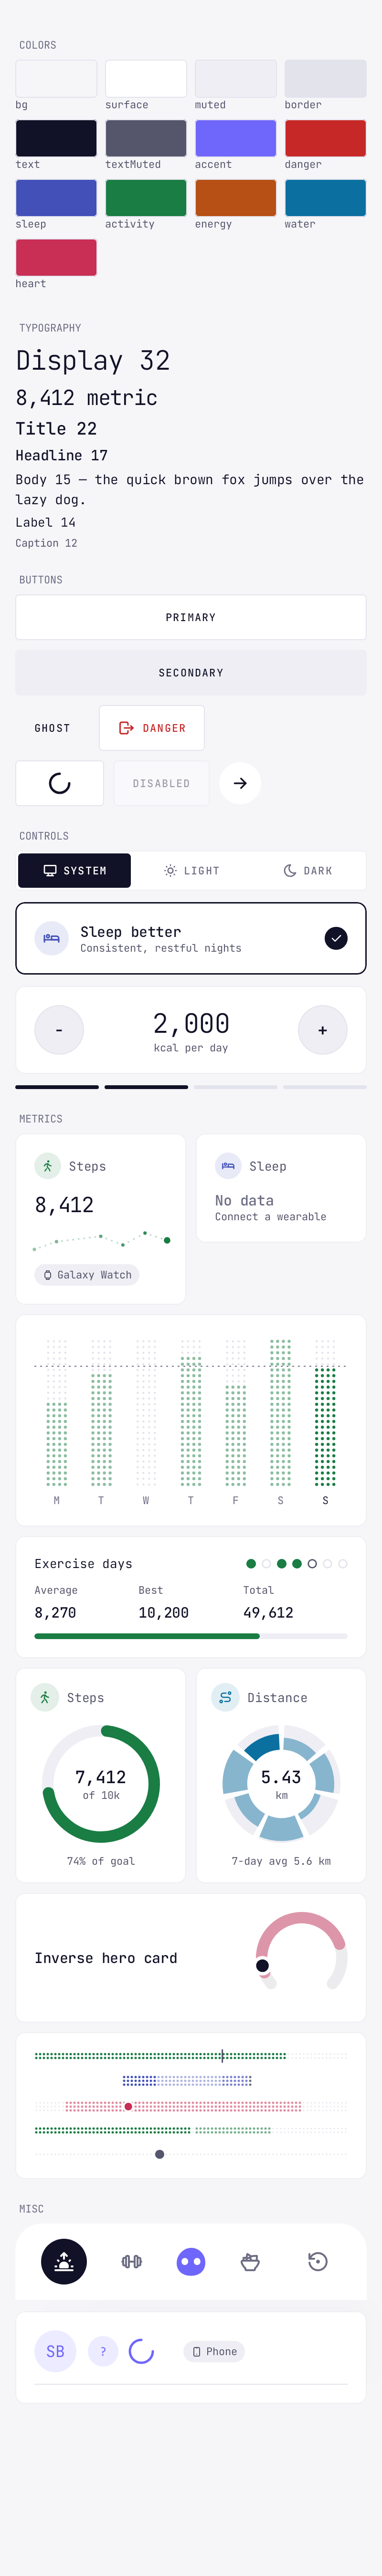 COLORS
bg surface muted border
text textMuted accent danger
sleep activity energy water
heart
TYPOGRAPHY
Display 32
8,412 metric
Title 22
Headline 17
Body 15 — the quick brown fox jumps over the
lazy dog.
Label 14
Caption 12
BUTTONS
PRIMARY
SECONDARY
GHOST DANGER
DISABLED
CONTROLS
SYSTEM LIGHT DARK
Sleep better
Consistent, restful nights
- 2,000 +
kcal per day
METRICS
Steps
8,412
Galaxy Watch
Sleep
No data
Connect a wearable
M T W T F S S
Exercise days
Average Best Total
8,270 10,200 49,612
Steps
7,412
of 10k
74% of goal
Distance
5.43
km
7-day avg 5.6 km
Inverse hero card
MISC
SB ? Phone